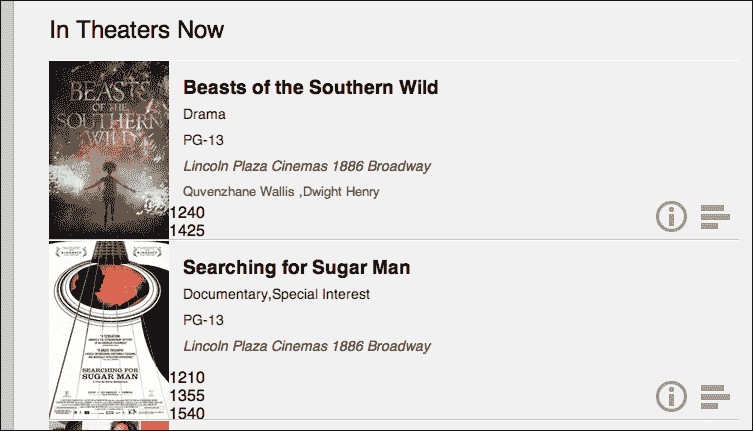 In Theaters Now
BEASTS
OF THE
SOUTHERN
WILD
Beasts of the Southern Wild
Drama
PG-13
Lincoln Plaza Cinemas 1886 Broadway
Quvenzhane Wallis ,Dwight Henry
1240
1425
SEARCHING FOR
SUGAR MAN
Searching for Sugar Man
Documentary,Special Interest
PG-13
Lincoln Plaza Cinemas 1886 Broadway
1210
1355
1540